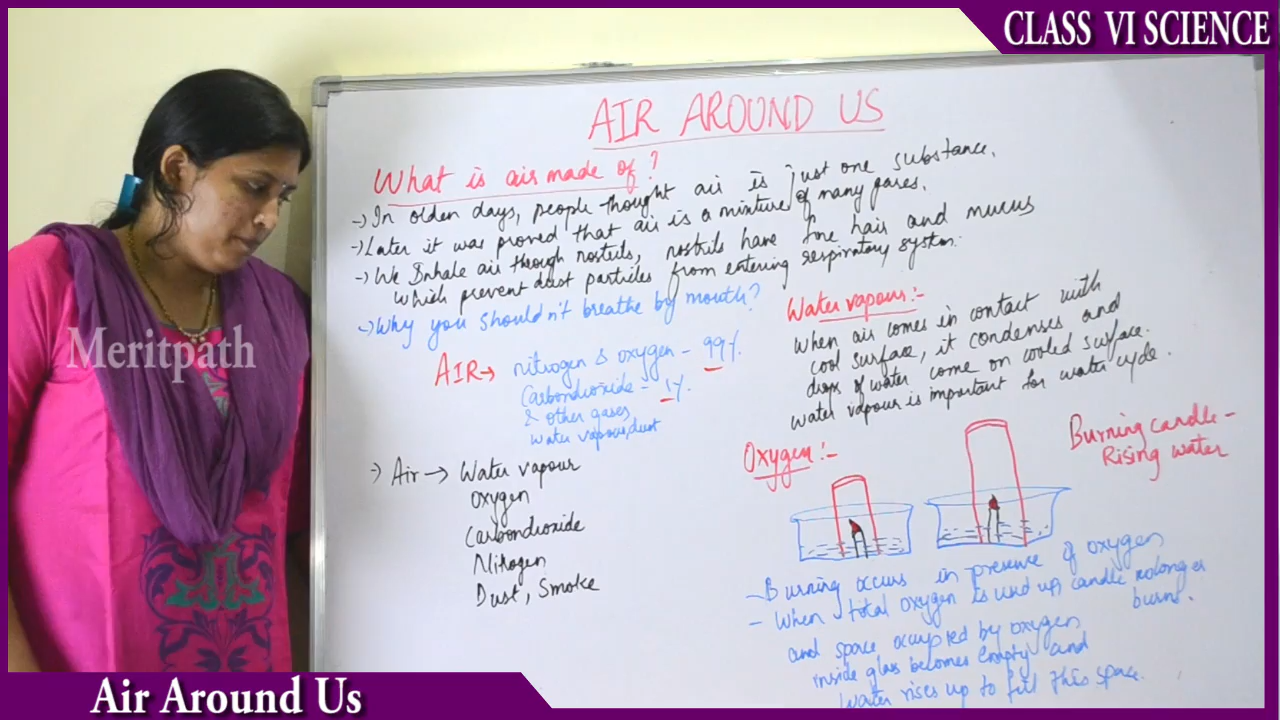 CLASS VI SCIENCE
AIR AROUND US
What is air made of ?
-) In olden days, people thought air is just one substance.
-) Later it was proved that air is a mixture of many gases.
-) We Inhale air through nostrils, nostrils have fine hair and mucus
which prevent dust particles from entering respiratory system.
-) Why you shouldn't breathe by mouth?
AIR → nitrogen & oxygen - 99%.
Carbondioxide - 1%.
& other gases
water vapour, dust
-) Air → Water vapour
Oxygen
Carbondioxide
Nitrogen
Dust, Smoke
Water vapour:-
When air comes in contact with
cool surface, it condenses and
drops of water come on cooled surface.
water vapour is important for water cycle.
Oxygen:-
Burning candle -
Rising water
- Burning occurs in presence of oxygen
- When total oxygen is used up, candle no longer
burns.
and space occupied by oxygen
inside glass becomes empty and
water rises up to fill this space.
Meritpath
Air Around Us